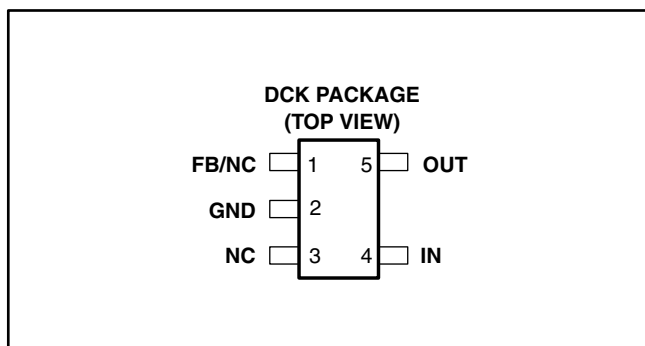 DCK PACKAGE
(TOP VIEW)
FB/NC 1 5 OUT
GND 2
NC 3 4 IN